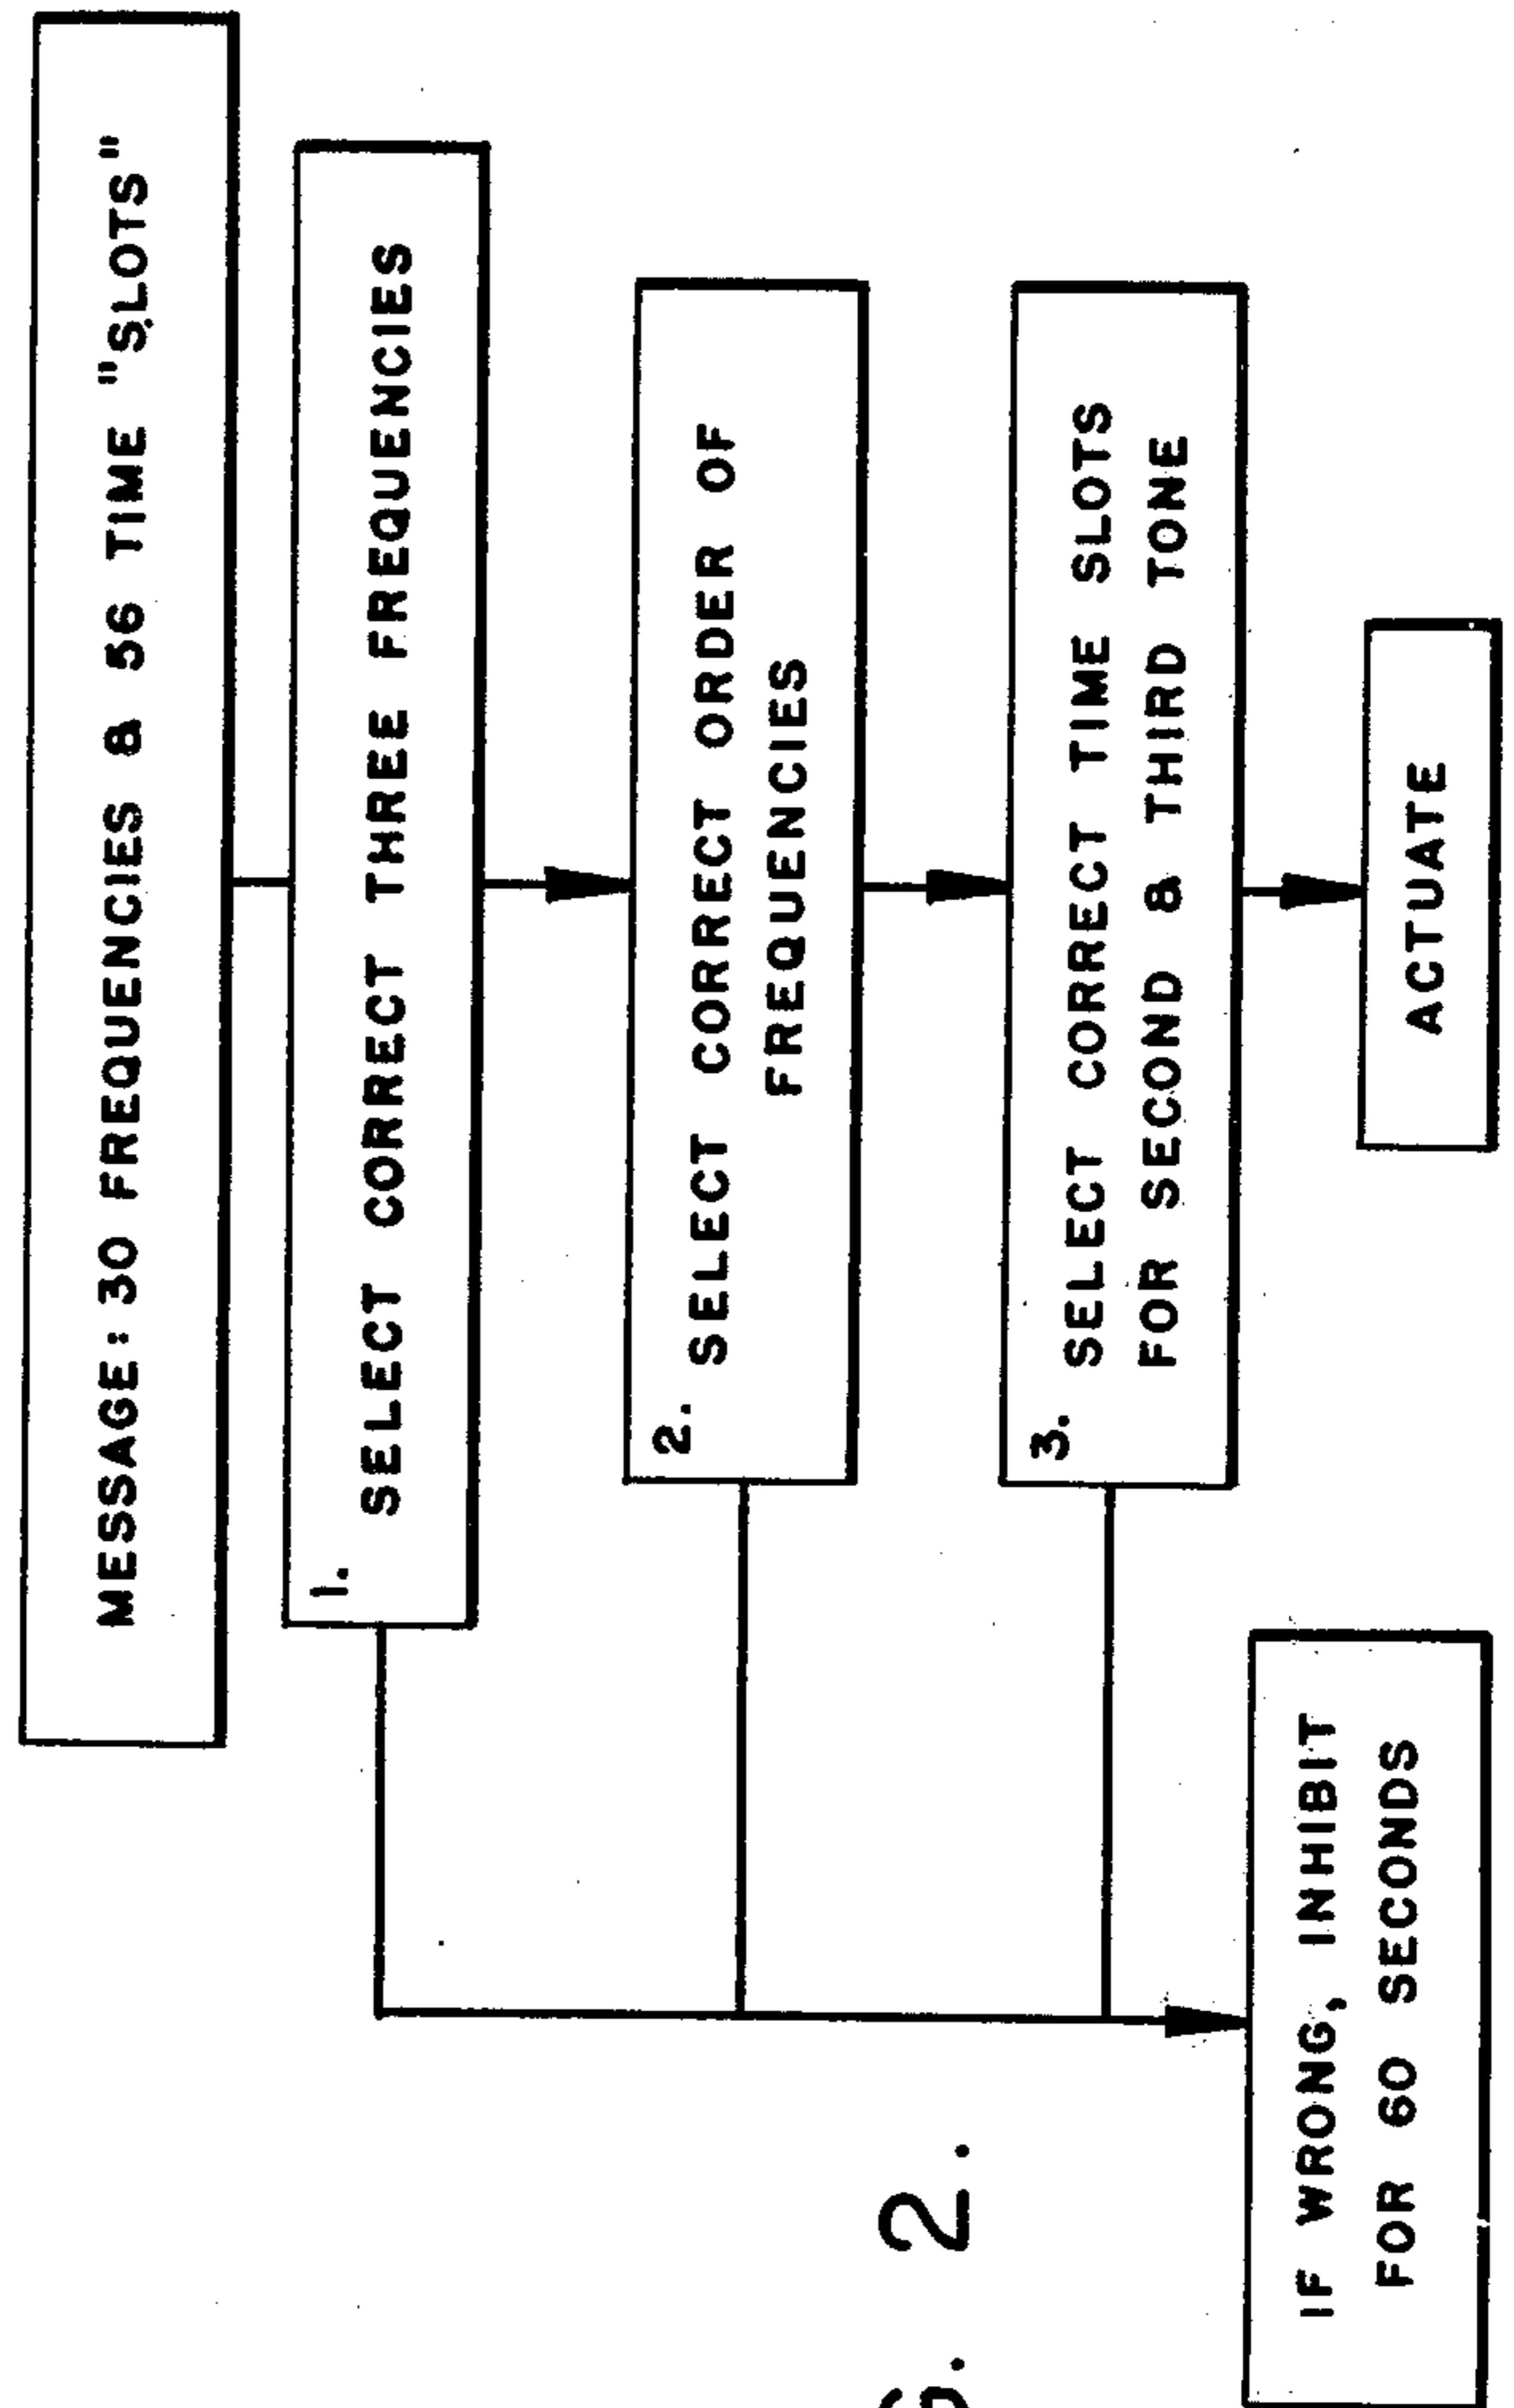 MESSAGE: 30 FREQUENCIES & 56 TIME "SLOTS"
1.
SELECT CORRECT THREE FREQUENCIES
2.
SELECT CORRECT ORDER OF
FREQUENCIES
3.
SELECT CORRECT TIME SLOTS
FOR SECOND & THIRD TONE
ACTUATE
IF WRONG, INHIBIT
FOR 60 SECONDS
2.